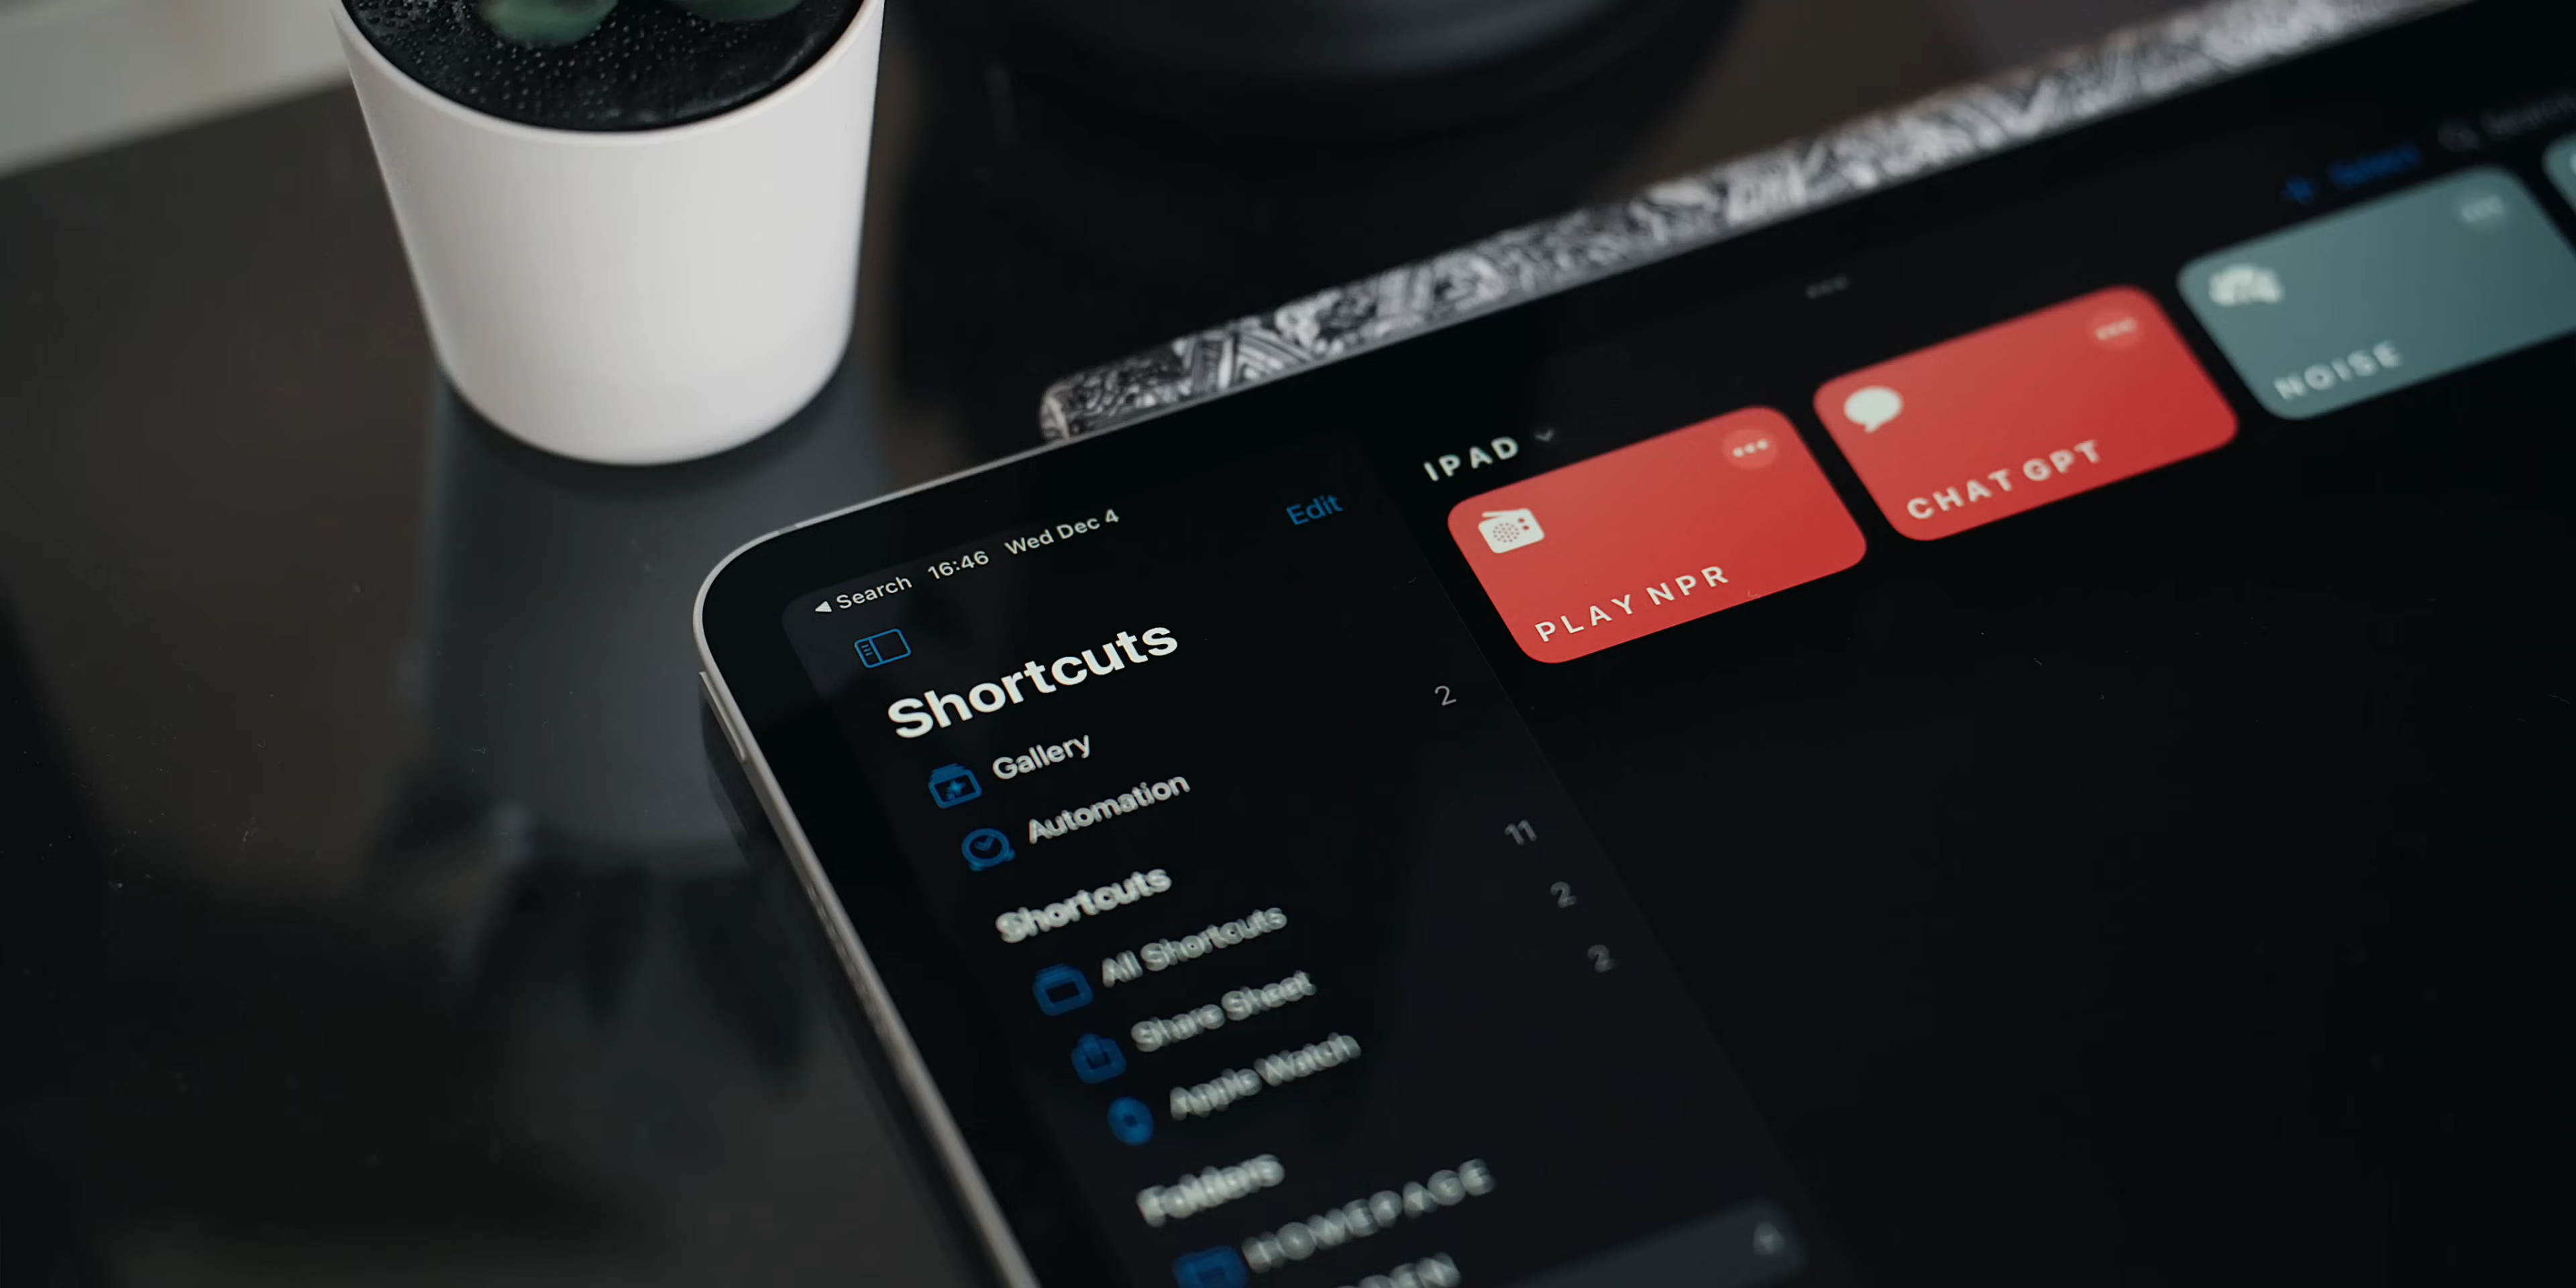 Search 16:46 Wed Dec 4
Edit
Shortcuts
Gallery
Automation 2
Shortcuts
All Shortcuts 11
Share Sheet 2
Apple Watch 2
Folders
HOMEPAGE
Select
IPAD
PLAY NPR
CHAT GPT
NOISE